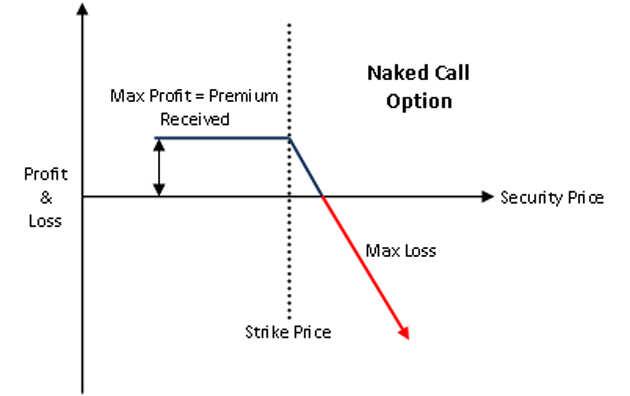 Naked Call
Option
Max Profit = Premium
Received
Profit
&
Loss
Security Price
Max Loss
Strike Price